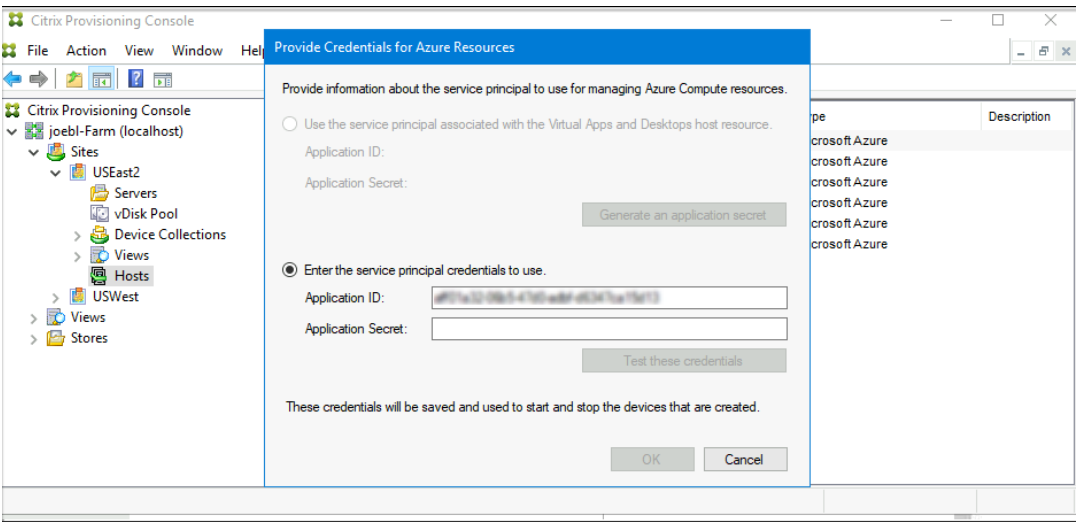 Citrix Provisioning Console
File Action View Window Hel
Provide Credentials for Azure Resources
Citrix Provisioning Console
joebl-Farm (localhost)
Sites
USEast2
Servers
vDisk Pool
Device Collections
Views
Hosts
USWest
Views
Stores
Provide information about the service principal to use for managing Azure Compute resources.
Use the service principal associated with the Virtual Apps and Desktops host resource.
Application ID:
Application Secret:
Generate an application secret
Enter the service principal credentials to use.
Application ID:
Application Secret:
Test these credentials
These credentials will be saved and used to start and stop the devices that are created.
OK Cancel
pe Description
crosoft Azure
crosoft Azure
crosoft Azure
crosoft Azure
crosoft Azure
crosoft Azure